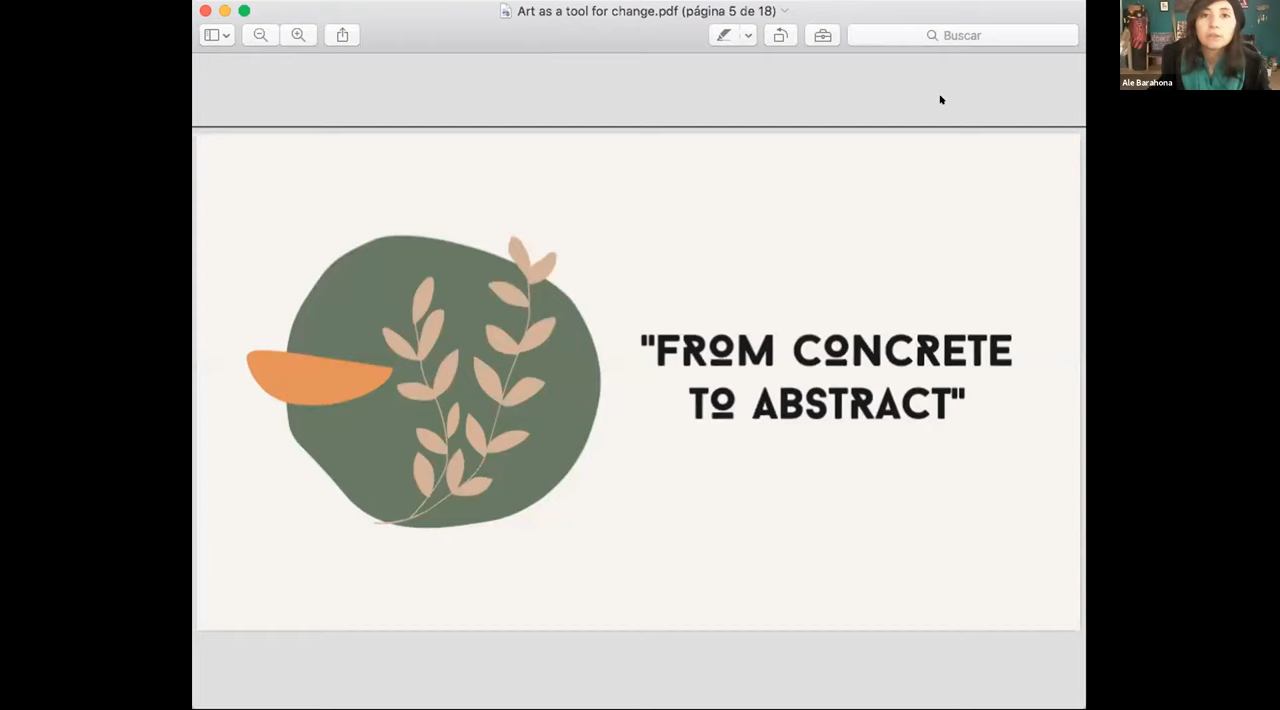 Art as a tool for change.pdf (página 5 de 18)
Buscar
Ale Barahona
"FROM CONCRETE
TO ABSTRACT"